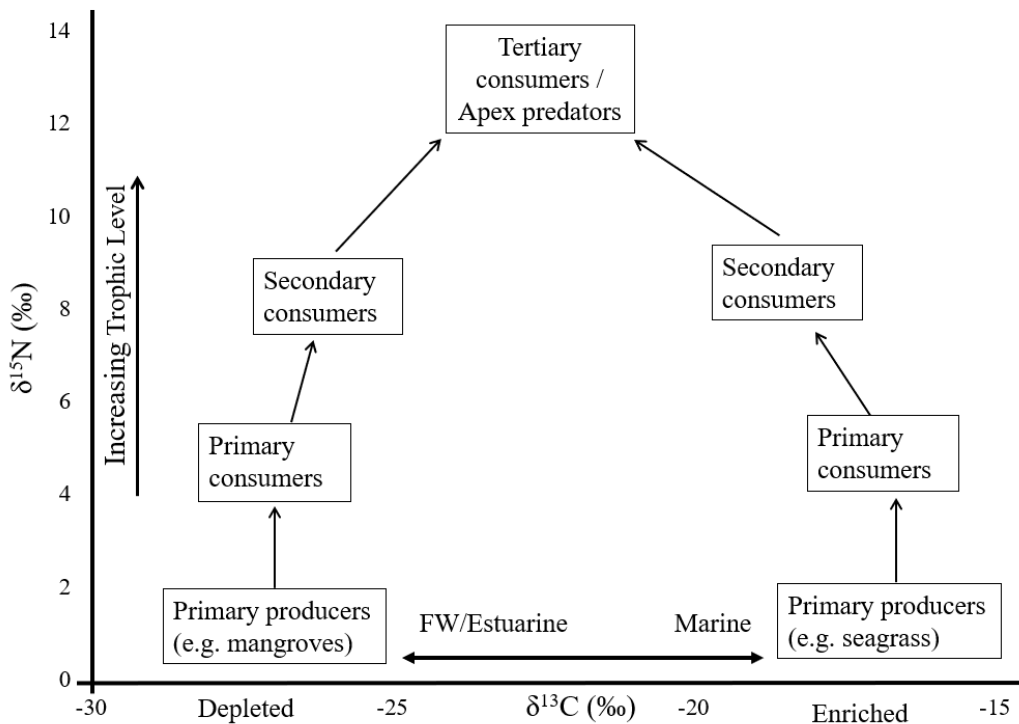 14
12
10
8
6
4
2
0
δ¹⁵N (‰)
Increasing Trophic Level
Tertiary
consumers /
Apex predators
Secondary
consumers
Secondary
consumers
Primary
consumers
Primary
consumers
Primary producers
(e.g. mangroves)
FW/Estuarine
Marine
Primary producers
(e.g. seagrass)
-30
Depleted
-25
δ¹³C (‰)
-20
Enriched
-15